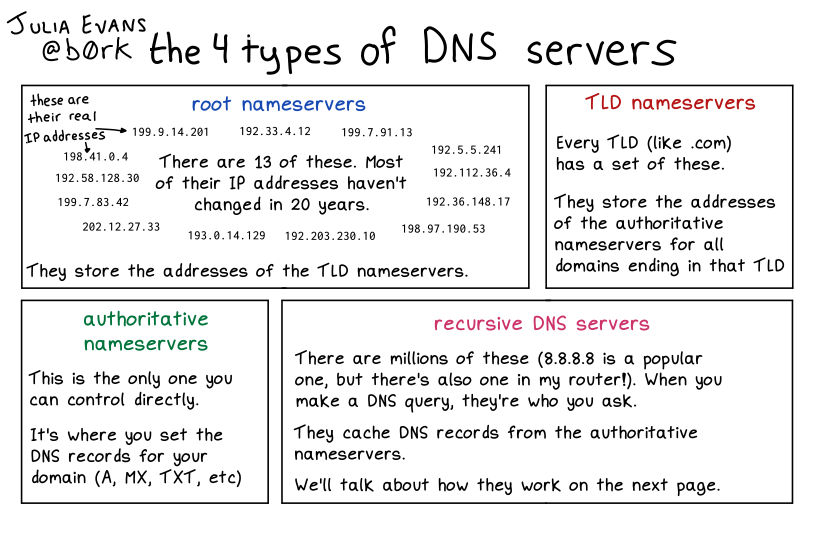 JULIA EVANS
@b0rk
the 4 types of DNS servers
root nameservers
these are
their real
IP addresses
199.9.14.201
192.33.4.12
199.7.91.13
198.41.0.4
192.5.5.241
192.58.128.30
192.112.36.4
199.7.83.42
192.36.148.17
202.12.27.33
193.0.14.129
192.203.230.10
198.97.190.53
There are 13 of these. Most
of their IP addresses haven't
changed in 20 years.
They store the addresses of the TLD nameservers.
TLD nameservers
Every TLD (like .com)
has a set of these.
They store the addresses
of the authoritative
nameservers for all
domains ending in that TLD
authoritative
nameservers
This is the only one you
can control directly.
It's where you set the
DNS records for your
domain (A, MX, TXT, etc)
recursive DNS servers
There are millions of these (8.8.8.8 is a popular
one, but there's also one in my router!). When you
make a DNS query, they're who you ask.
They cache DNS records from the authoritative
nameservers.
We'll talk about how they work on the next page.